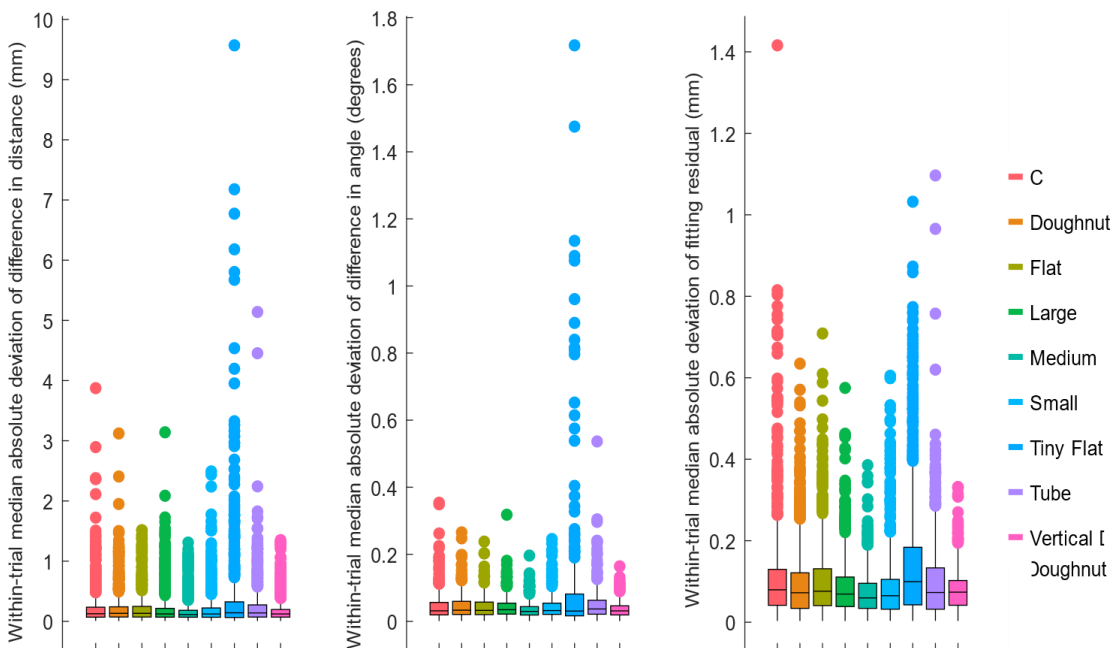 Within-trial median absolute deviation of difference in distance (mm)
10
9
8
7
6
5
4
3
2
1
0
Within-trial median absolute deviation of difference in angle (degrees)
1.8
1.6
1.4
1.2
1
0.8
0.6
0.4
0.2
0
Within-trial median absolute deviation of fitting residual (mm)
1.4
1.2
1
0.8
0.6
0.4
0.2
0
C
Doughnut
Flat
Large
Medium
Small
Tiny Flat
Tube
Vertical
Doughnut